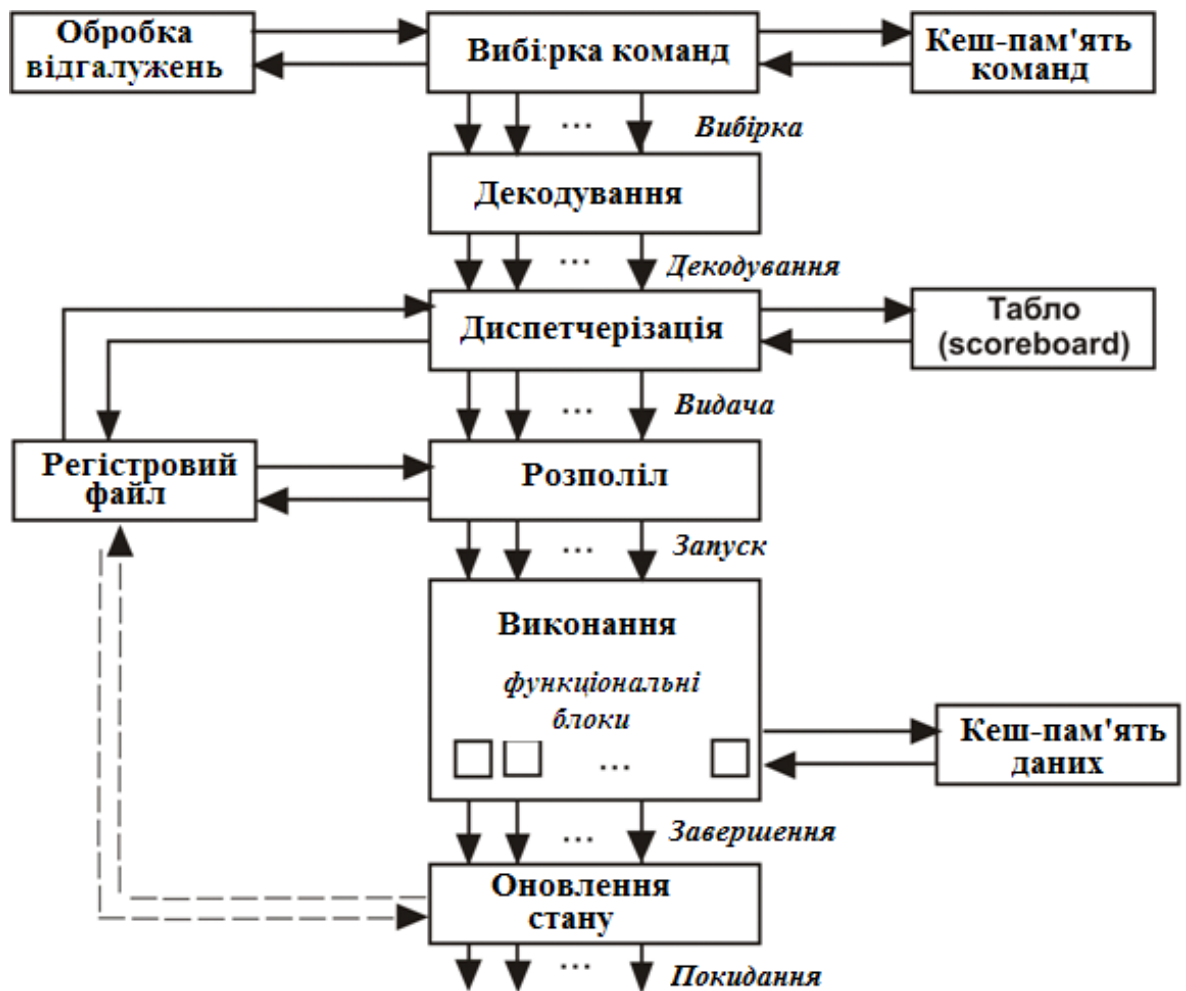 Обробка
відгалужень
Вибірка команд
Кеш-пам'ять
команд
...
Вибірка
Декодування
...
Декодування
Диспетчерізація
Табло
(scoreboard)
...
Видача
Регістровий
файл
Розполіл
...
Запуск
Виконання
функціональні
блоки
...
Кеш-пам'ять
даних
...
Завершення
Оновлення
стану
...
Покидання